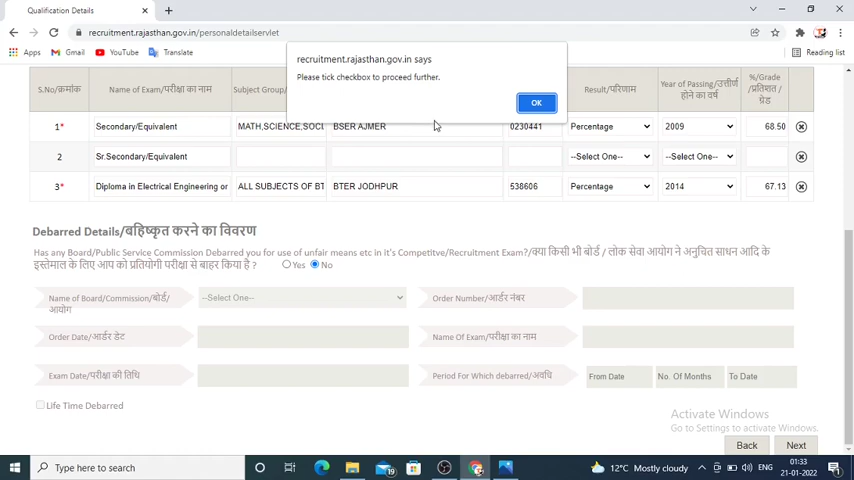 Qualification Details
recruitment.rajasthan.gov.in/personaldetailservlet
Apps Gmail YouTube Translate Reading list
recruitment.rajasthan.gov.in says
Please tick checkbox to proceed further.
OK
S.No/क्रमांक Name of Exam/परीक्षा का नाम Subject Group/ Result/परिणाम Year of Passing/उत्तीर्ण होने का वर्ष %/Grade /प्रतिशत / ग्रेड
1* Secondary/Equivalent MATH,SCIENCE,SOCI BSER AJMER 0230441 Percentage 2009 68.50
2 Sr.Secondary/Equivalent --Select One-- --Select One--
3* Diploma in Electrical Engineering or ALL SUBJECTS OF BT BTER JODHPUR 538606 Percentage 2014 67.13
Debarred Details/बहिष्कृत करने का विवरण
Has any Board/Public Service Commission Debarred you for use of unfair means etc in it's Competitve/Recruitment Exam?/क्या किसी भी बोर्ड / लोक सेवा आयोग ने अनुचित साधन आदि के
इस्तेमाल के लिए आप को प्रतियोगी परीक्षा से बाहर किया है ? Yes No
Name of Board/Commission/बोर्ड/ आयोग --Select One-- Order Number/आर्डर नंबर
Order Date/आर्डर डेट Name Of Exam/परीक्षा का नाम
Exam Date/परीक्षा की तिथि Period For Which debarred/अवधि From Date No. Of Months To Date
Life Time Debarred
Activate Windows
Go to Settings to activate Windows.
Back Next
Type here to search 19 12°C Mostly cloudy ENG 01:33 21-01-2022 1